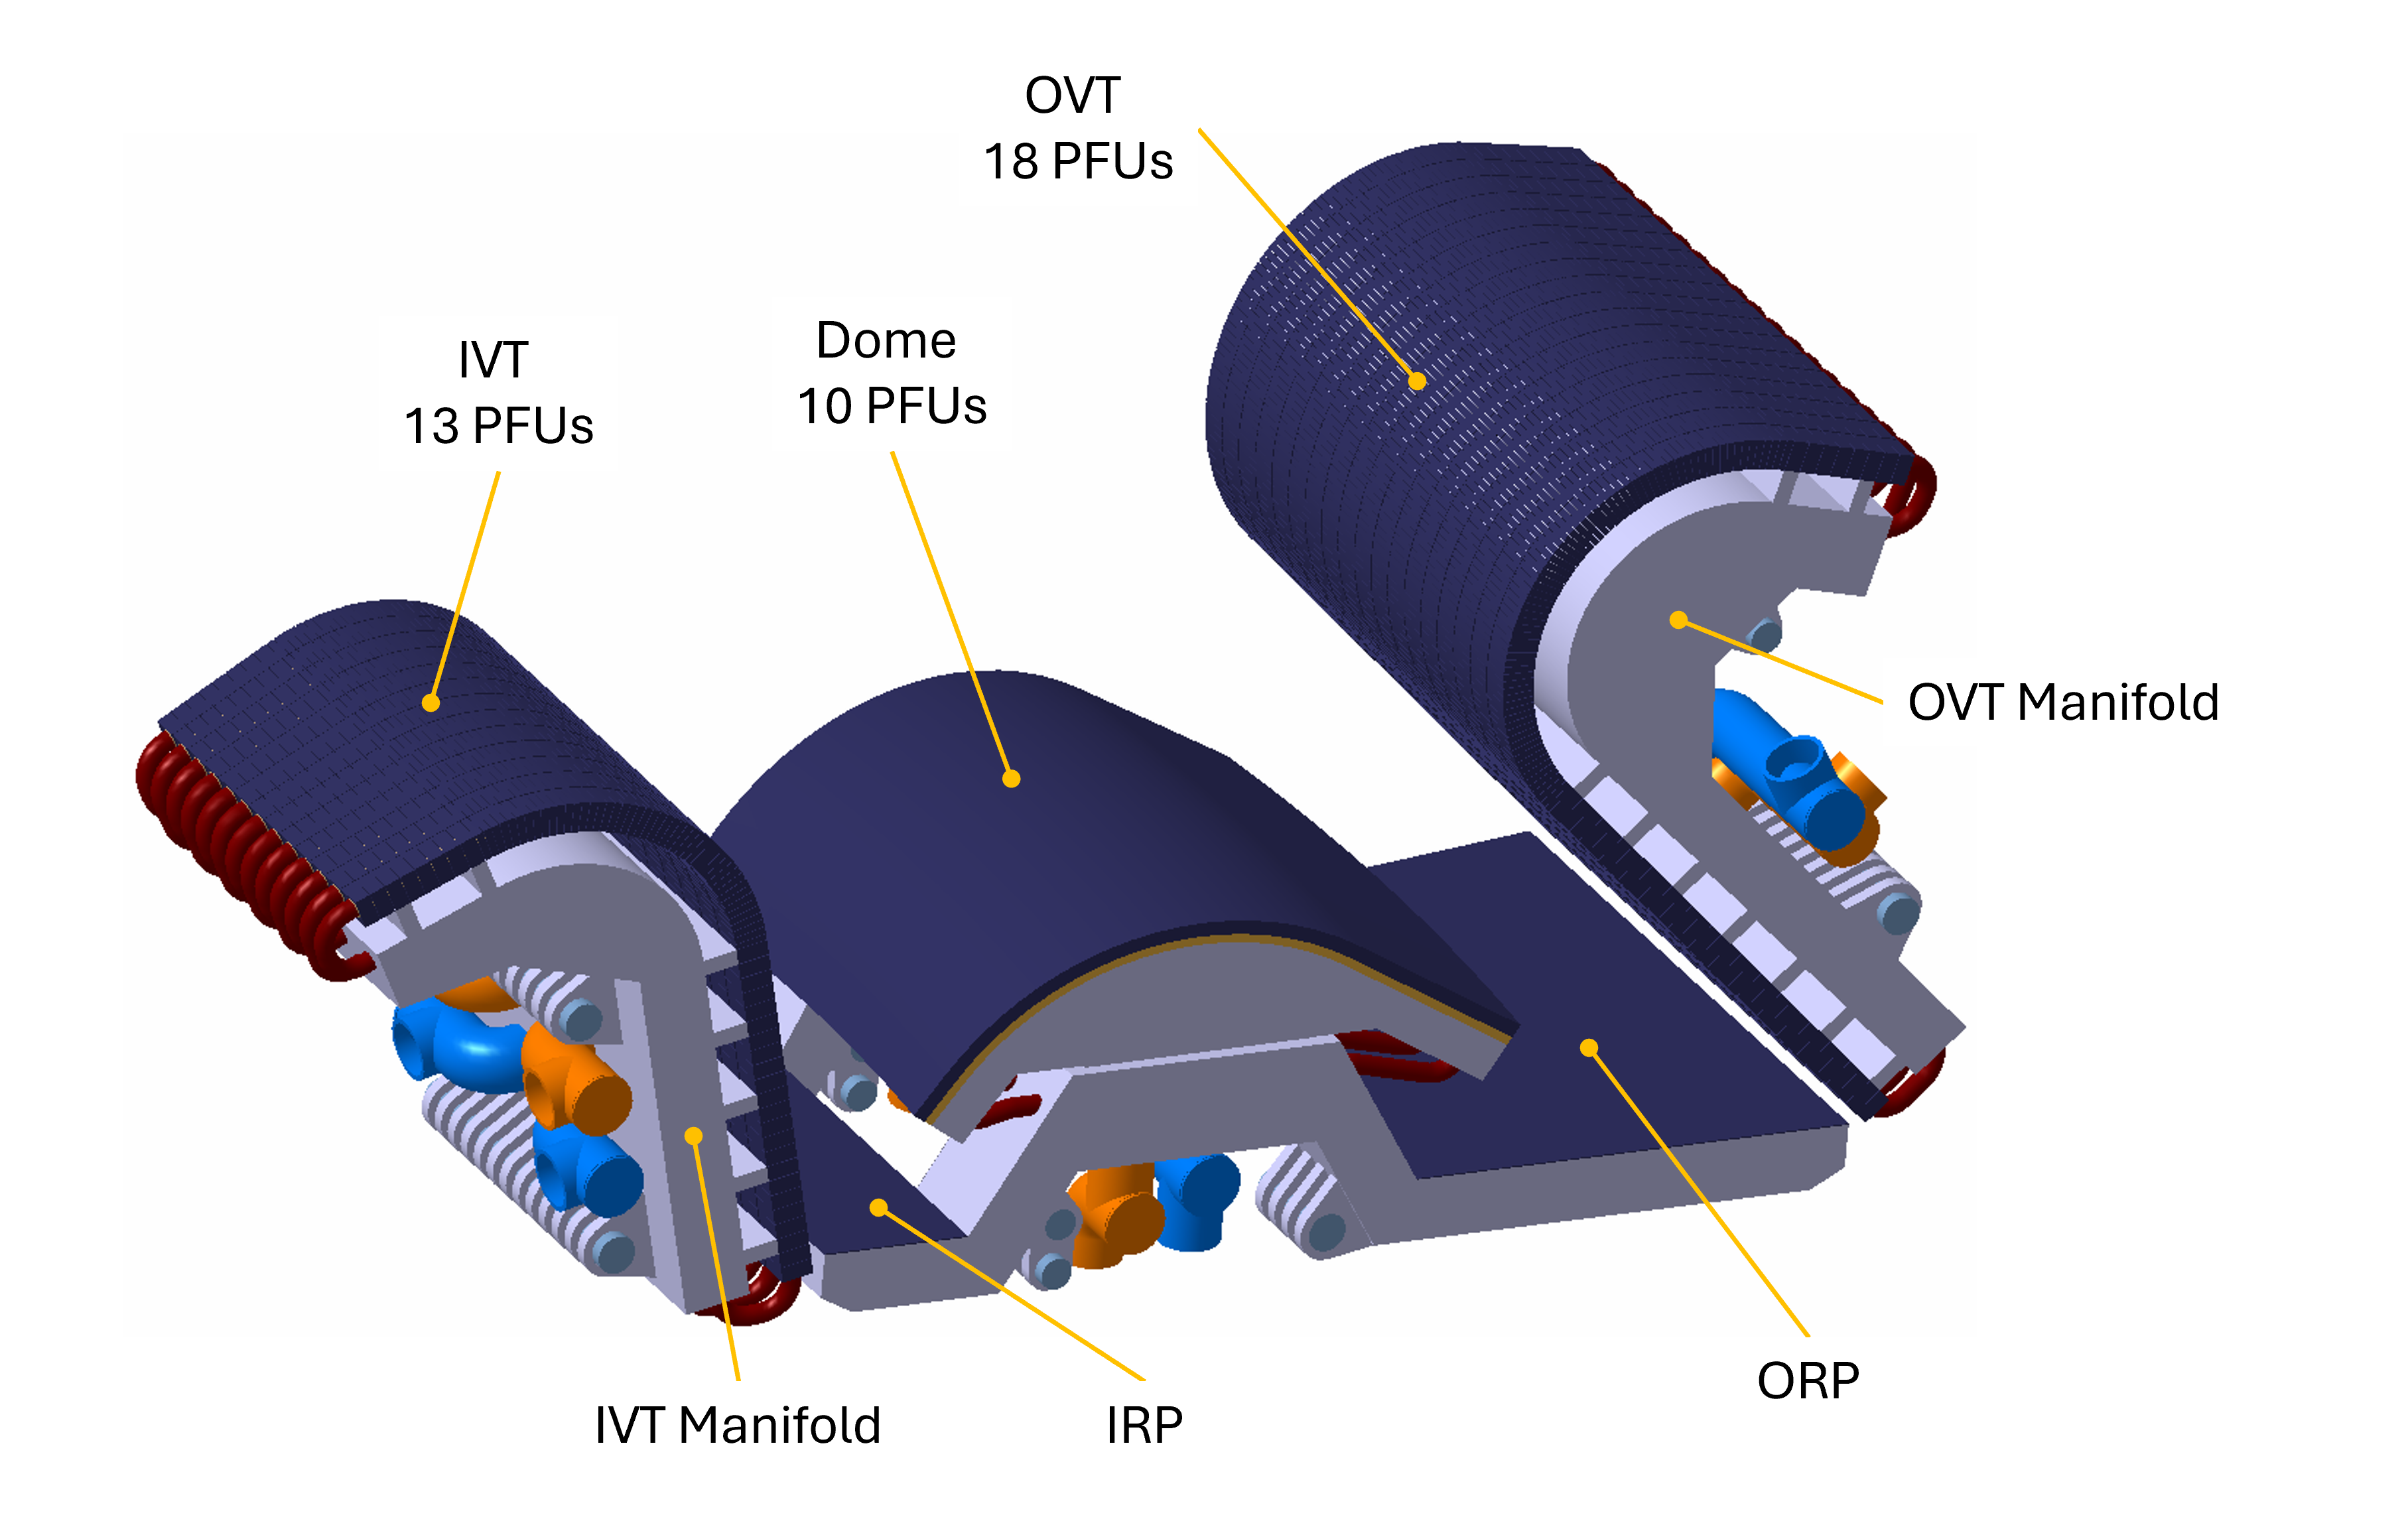 OVT
18 PFUs
Dome
10 PFUs
IVT
13 PFUs
OVT Manifold
ORP
IVT Manifold
IRP